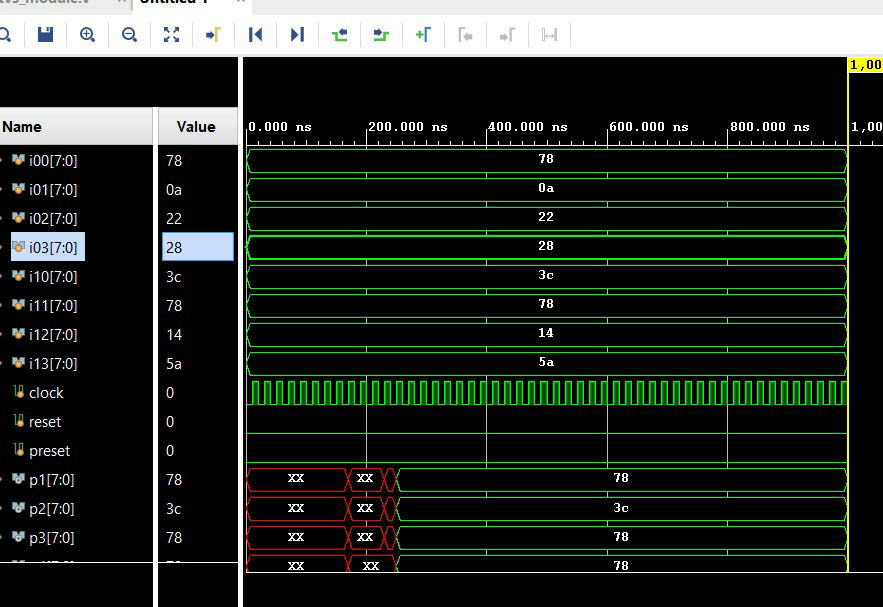 Untitled 1
1,00
Name Value 0.000 ns 200.000 ns 400.000 ns 600.000 ns 800.000 ns 1,00
i00[7:0] 78 78
i01[7:0] 0a 0a
i02[7:0] 22 22
i03[7:0] 28 28
i10[7:0] 3c 3c
i11[7:0] 78 78
i12[7:0] 14 14
i13[7:0] 5a 5a
clock 0
reset 0
preset 0
p1[7:0] 78 XX XX 78
p2[7:0] 3c XX XX 3c
p3[7:0] 78 XX XX 78
XX XX 78